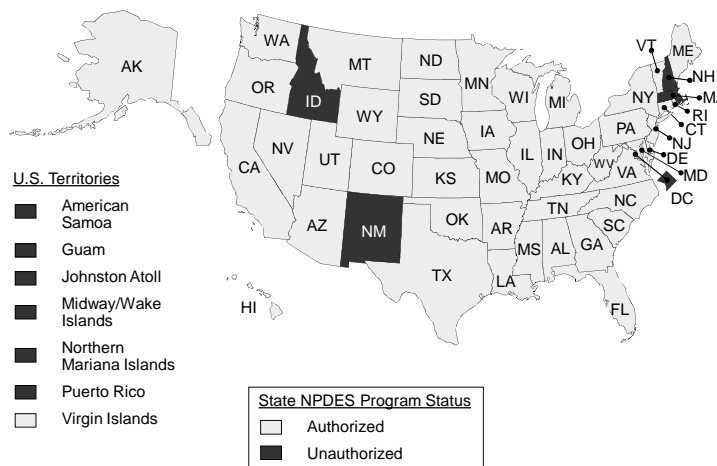 AK
WA
OR
CA
NV
ID
MT
WY
UT
AZ
CO
NM
ND
SD
NE
KS
OK
TX
MN
IA
MO
AR
LA
WI
IL
MI
IN
OH
KY
TN
MS
AL
GA
FL
SC
NC
VA
WV
PA
NY
VT
ME
NH
MA
RI
CT
NJ
DE
MD
DC
HI
U.S. Territories
American
Samoa
Guam
Johnston Atoll
Midway/Wake
Islands
Northern
Mariana Islands
Puerto Rico
Virgin Islands
State NPDES Program Status
Authorized
Unauthorized